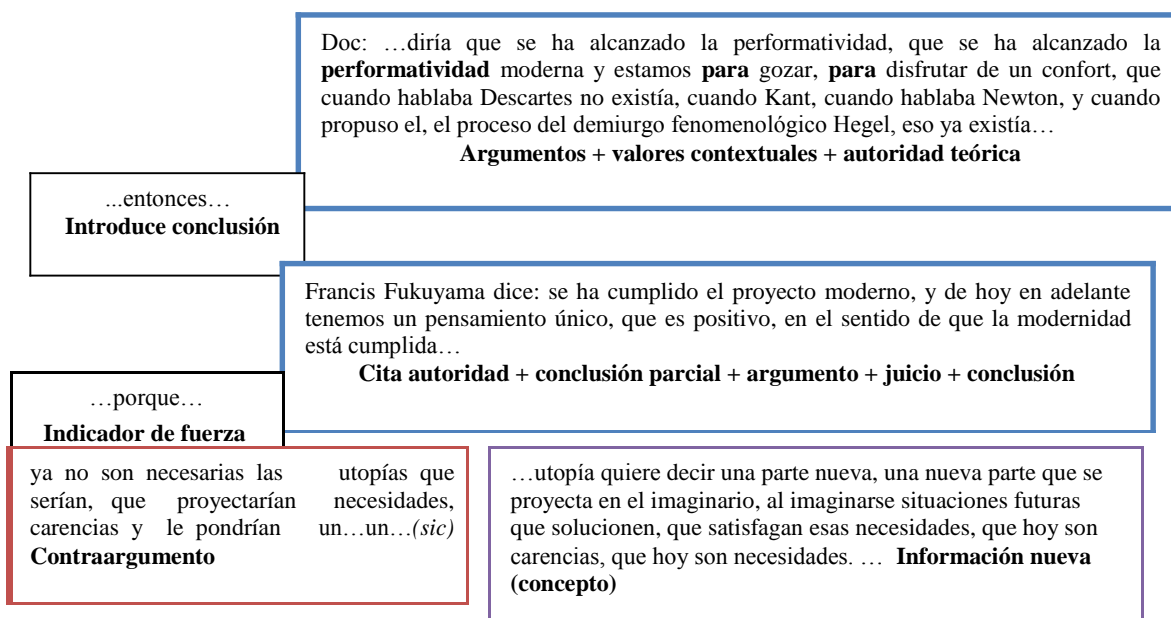 Doc: …diría que se ha alcanzado la performatividad, que se ha alcanzado la
performatividad moderna y estamos para gozar, para disfrutar de un confort, que
cuando hablaba Descartes no existía, cuando Kant, cuando hablaba Newton, y cuando
propuso el, el proceso del demiurgo fenomenológico Hegel, eso ya existía…
Argumentos + valores contextuales + autoridad teórica
...entonces…
Introduce conclusión
Francis Fukuyama dice: se ha cumplido el proyecto moderno, y de hoy en adelante
tenemos un pensamiento único, que es positivo, en el sentido de que la modernidad
está cumplida…
Cita autoridad + conclusión parcial + argumento + juicio + conclusión
…porque…
Indicador de fuerza
ya no son necesarias las utopías que
serían, que proyectarían necesidades,
carencias y le pondrían un…un…(sic)
Contraargumento
…utopía quiere decir una parte nueva, una nueva parte que se
proyecta en el imaginario, al imaginarse situaciones futuras
que solucionen, que satisfagan esas necesidades, que hoy son
carencias, que hoy son necesidades. … Información nueva
(concepto)